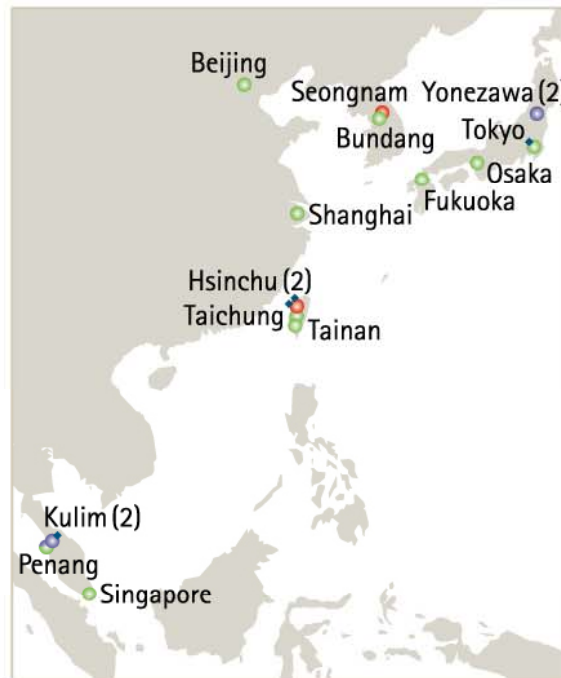 Beijing
Seongnam
Yonezawa (2)
Bundang
Tokyo
Osaka
Fukuoka
Shanghai
Hsinchu (2)
Taichung
Tainan
Kulim (2)
Penang
Singapore